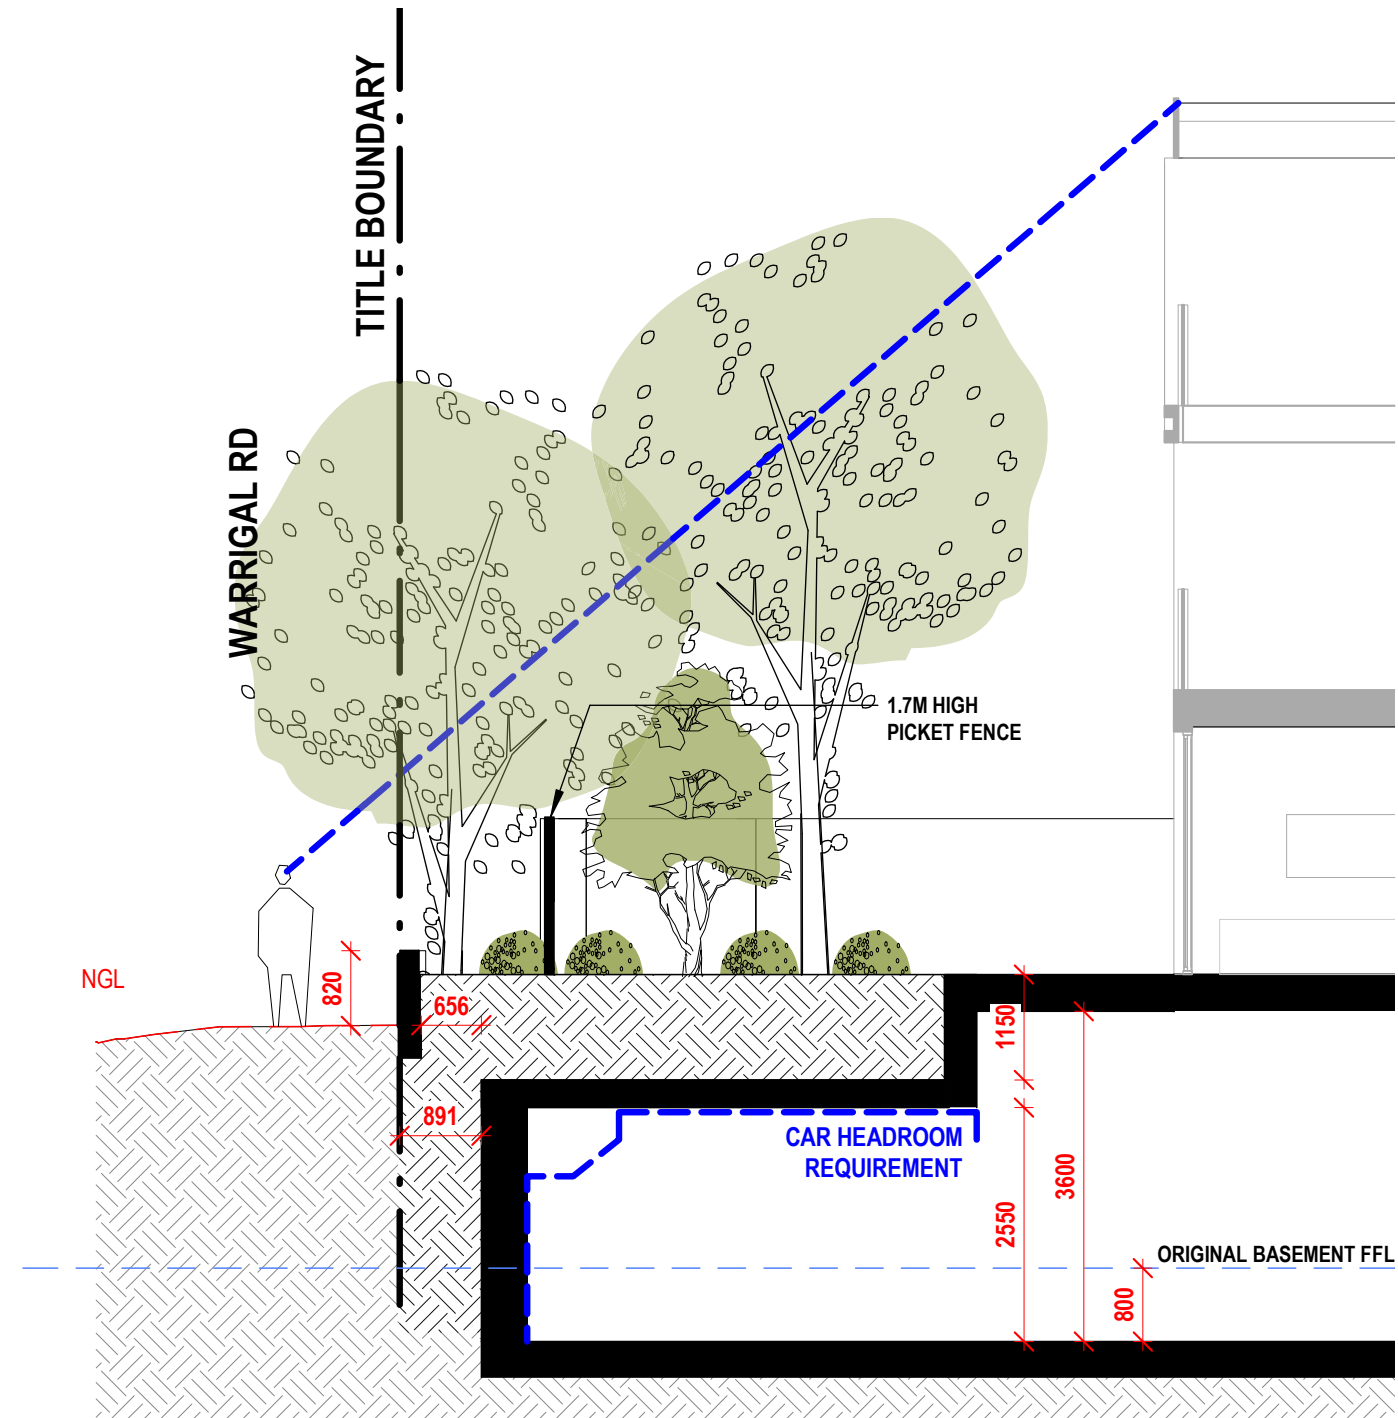 TITLE BOUNDARY
WARRIGAL RD
1.7M HIGH
PICKET FENCE
NGL
820
656
1150
891
CAR HEADROOM
REQUIREMENT
3600
2550
ORIGINAL BASEMENT FFL
800